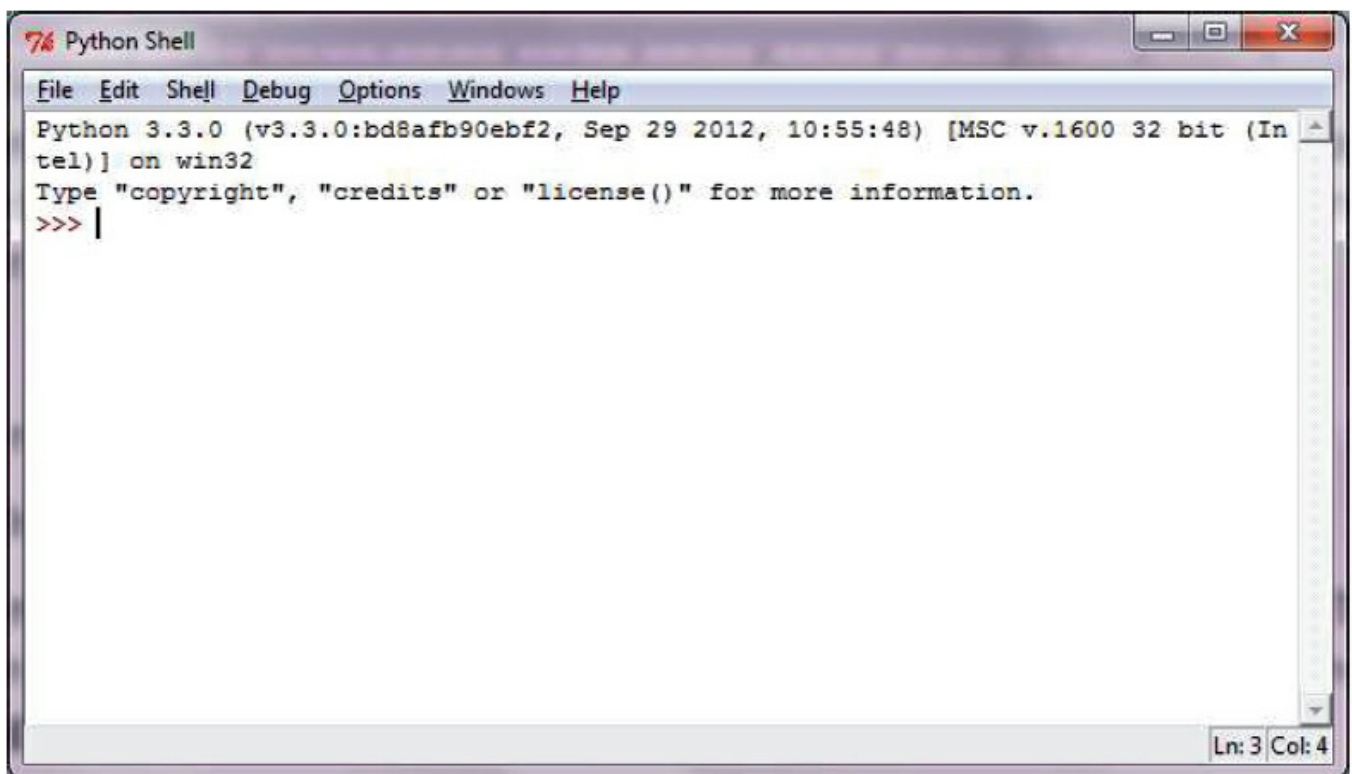 Python Shell
File Edit Shell Debug Options Windows Help
Python 3.3.0 (v3.3.0:bd8afb90ebf2, Sep 29 2012, 10:55:48) [MSC v.1600 32 bit (In
tel)] on win32
Type "copyright", "credits" or "license()" for more information.
>>>
Ln: 3 Col: 4